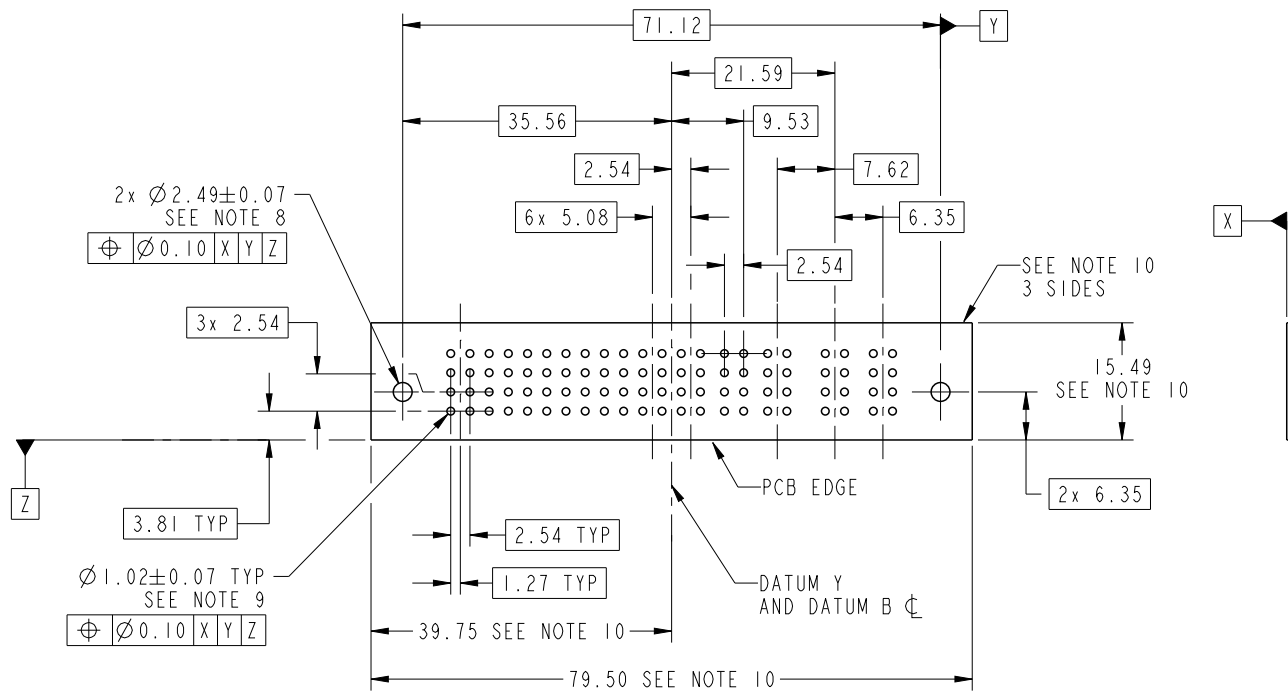 71.12
Y
21.59
35.56
9.53
2.54
7.62
2x Ø2.49±0.07
SEE NOTE 8
⌖ Ø0.10 X Y Z
6x 5.08
6.35
X
2.54
SEE NOTE 10
3 SIDES
3x 2.54
15.49
SEE NOTE 10
Z
PCB EDGE
2x 6.35
3.81 TYP
2.54 TYP
Ø1.02±0.07 TYP
SEE NOTE 9
⌖ Ø0.10 X Y Z
1.27 TYP
DATUM Y
AND DATUM B ℄
39.75 SEE NOTE 10
79.50 SEE NOTE 10